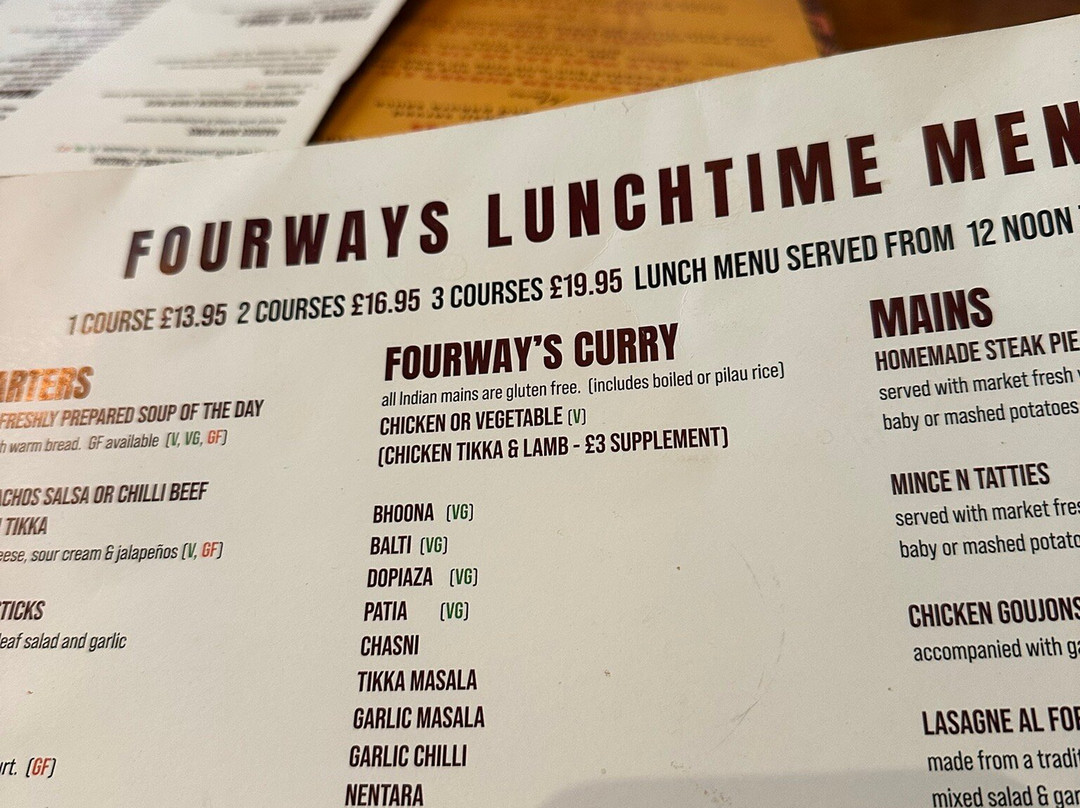 FOURWAYS LUNCHTIME MEN
1 COURSE £13.95 2 COURSES £16.95 3 COURSES £19.95 LUNCH MENU SERVED FROM 12 NOON
ARTERS
FRESHLY PREPARED SOUP OF THE DAY
h warm bread. GF available (V, VG, GF)
ACHOS SALSA OR CHILLI BEEF
TIKKA
eese, sour cream & jalapeños (V, GF)
TICKS
leaf salad and garlic
urt. (GF)
FOURWAY'S CURRY
all Indian mains are gluten free. (includes boiled or pilau rice)
CHICKEN OR VEGETABLE (V)
(CHICKEN TIKKA & LAMB - £3 SUPPLEMENT)
BHOONA (VG)
BALTI (VG)
DOPIAZA (VG)
PATIA (VG)
CHASNI
TIKKA MASALA
GARLIC MASALA
GARLIC CHILLI
NENTARA
MAINS
HOMEMADE STEAK PIE
served with market fresh
baby or mashed potatoes
MINCE N TATTIES
served with market fres
baby or mashed potato
CHICKEN GOUJONS
accompanied with ga
LASAGNE AL FOR
made from a tradit
mixed salad & gar